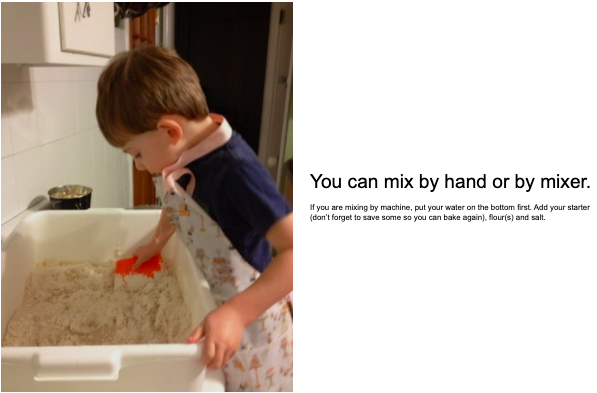 You can mix by hand or by mixer.
If you are mixing by machine, put your water on the bottom first. Add your starter
(don't forget to save some so you can bake again), flour(s) and salt.